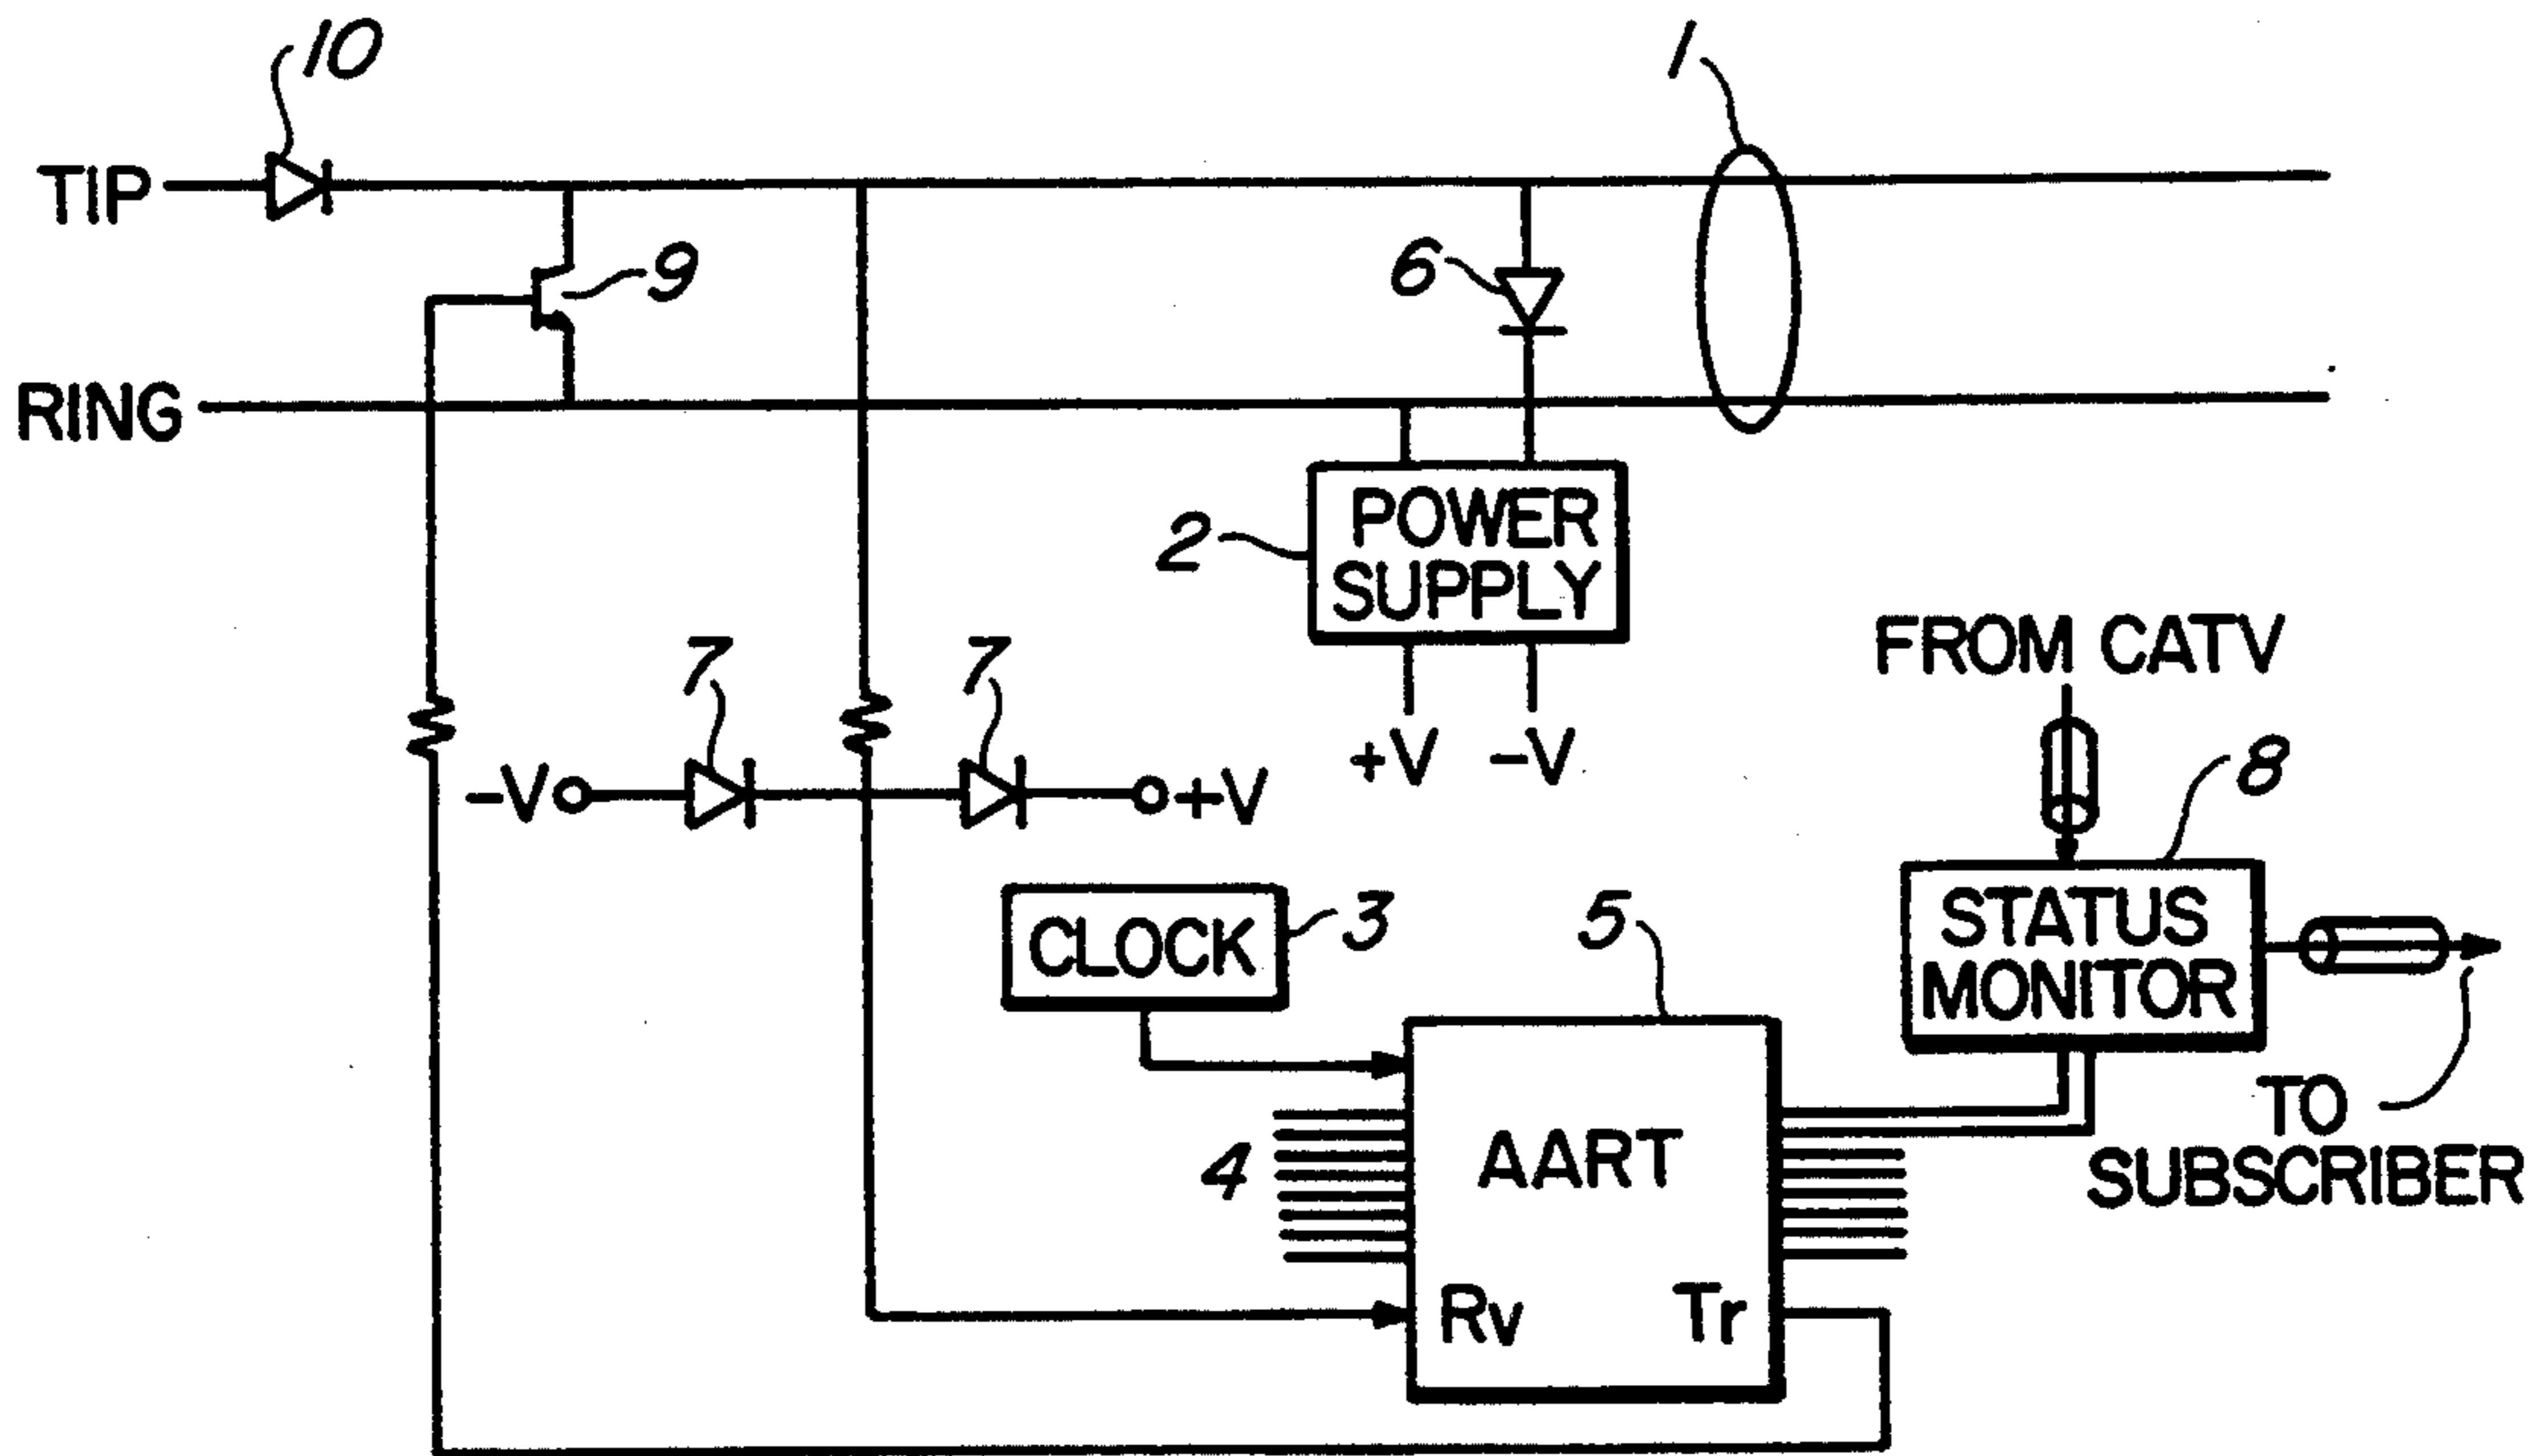 10
1
TIP
9
6
RING
2
POWER
SUPPLY
FROM CATV
7
7
+V -V
-V
+V
8
CLOCK
3
5
STATUS
MONITOR
4
AART
TO
SUBSCRIBER
Rv
Tr